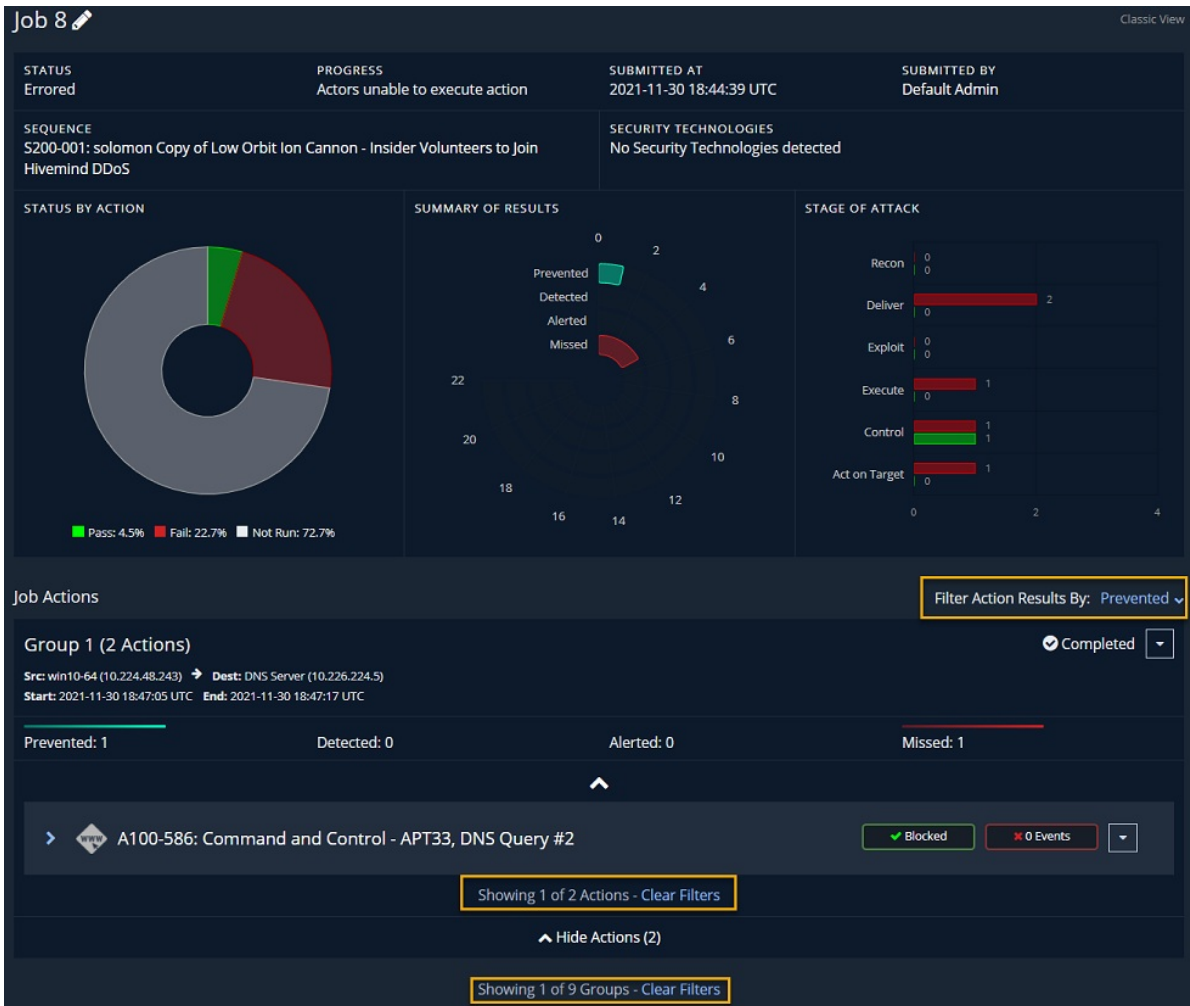 Job 8
Classic View
STATUS
Errored
PROGRESS
Actors unable to execute action
SUBMITTED AT
2021-11-30 18:44:39 UTC
SUBMITTED BY
Default Admin
SEQUENCE
S200-001: solomon Copy of Low Orbit Ion Cannon - Insider Volunteers to Join
Hivemind DDoS
SECURITY TECHNOLOGIES
No Security Technologies detected
STATUS BY ACTION
Pass: 4.5% Fail: 22.7% Not Run: 72.7%
SUMMARY OF RESULTS
0
2
4
6
8
10
12
14
16
18
20
22
Prevented
Detected
Alerted
Missed
STAGE OF ATTACK
Recon 0
0
Deliver 2
0
Exploit 0
0
Execute 1
0
Control 1
1
Act on Target 1
0
0 2 4
Job Actions
Filter Action Results By: Prevented
Group 1 (2 Actions)
Completed
Src: win10-64 (10.224.48.243) → Dest: DNS Server (10.226.224.5)
Start: 2021-11-30 18:47:05 UTC End: 2021-11-30 18:47:17 UTC
Prevented: 1
Detected: 0
Alerted: 0
Missed: 1
www
A100-586: Command and Control - APT33, DNS Query #2
Blocked
0 Events
Showing 1 of 2 Actions - Clear Filters
Hide Actions (2)
Showing 1 of 9 Groups - Clear Filters